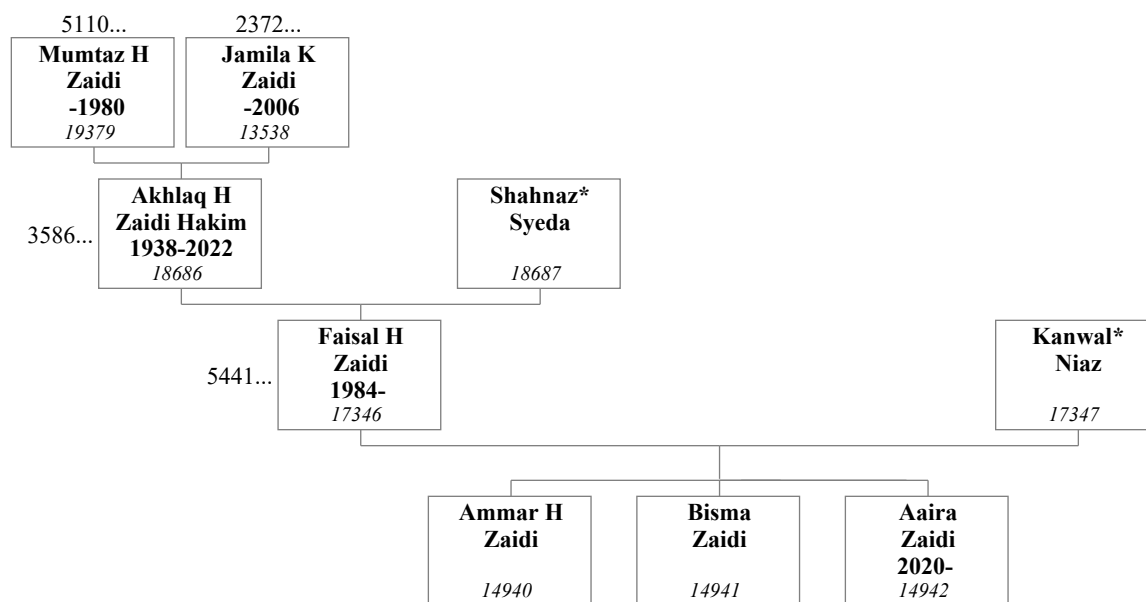 5110...
2372...
Mumtaz H
Zaidi
-1980
19379
Jamila K
Zaidi
-2006
13538
3586...
Akhlaq H
Zaidi Hakim
1938-2022
18686
Shahnaz*
Syeda
18687
5441...
Faisal H
Zaidi
1984-
17346
Kanwal*
Niaz
17347
Ammar H
Zaidi
14940
Bisma
Zaidi
14941
Aaira
Zaidi
2020-
14942